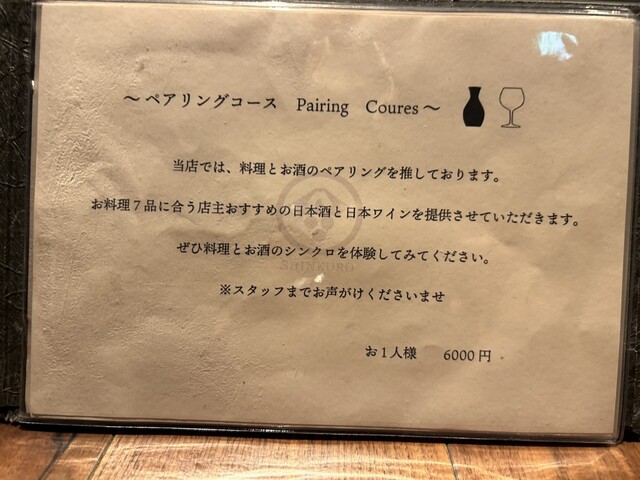 ～ペアリングコース　Pairing　Coures～
当店では、料理とお酒のペアリングを推しております。
お料理７品に合う店主おすすめの日本酒と日本ワインを提供させていただきます。
ぜひ料理とお酒のシンクロを体験してみてください。
SHINKURO
※スタッフまでお声がけくださいませ
お１人様　6000 円